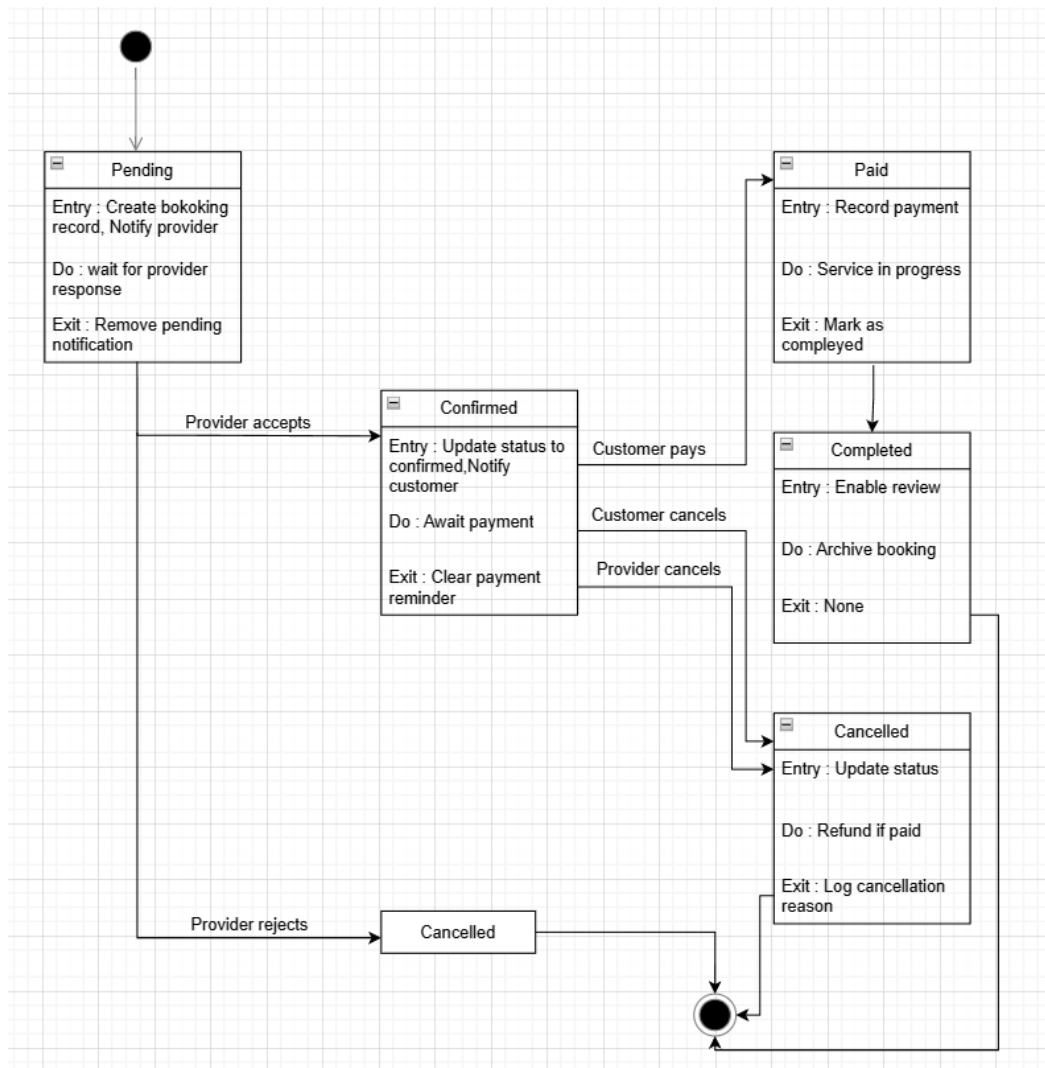 Pending
Entry : Create bokoking
record, Notify provider
Do : wait for provider
response
Exit : Remove pending
notification
Provider accepts
Confirmed
Entry : Update status to
confirmed,Notify
customer
Do : Await payment
Exit : Clear payment
reminder
Customer pays
Customer cancels
Provider cancels
Paid
Entry : Record payment
Do : Service in progress
Exit : Mark as
compleyed
Completed
Entry : Enable review
Do : Archive booking
Exit : None
Cancelled
Entry : Update status
Do : Refund if paid
Exit : Log cancellation
reason
Provider rejects
Cancelled